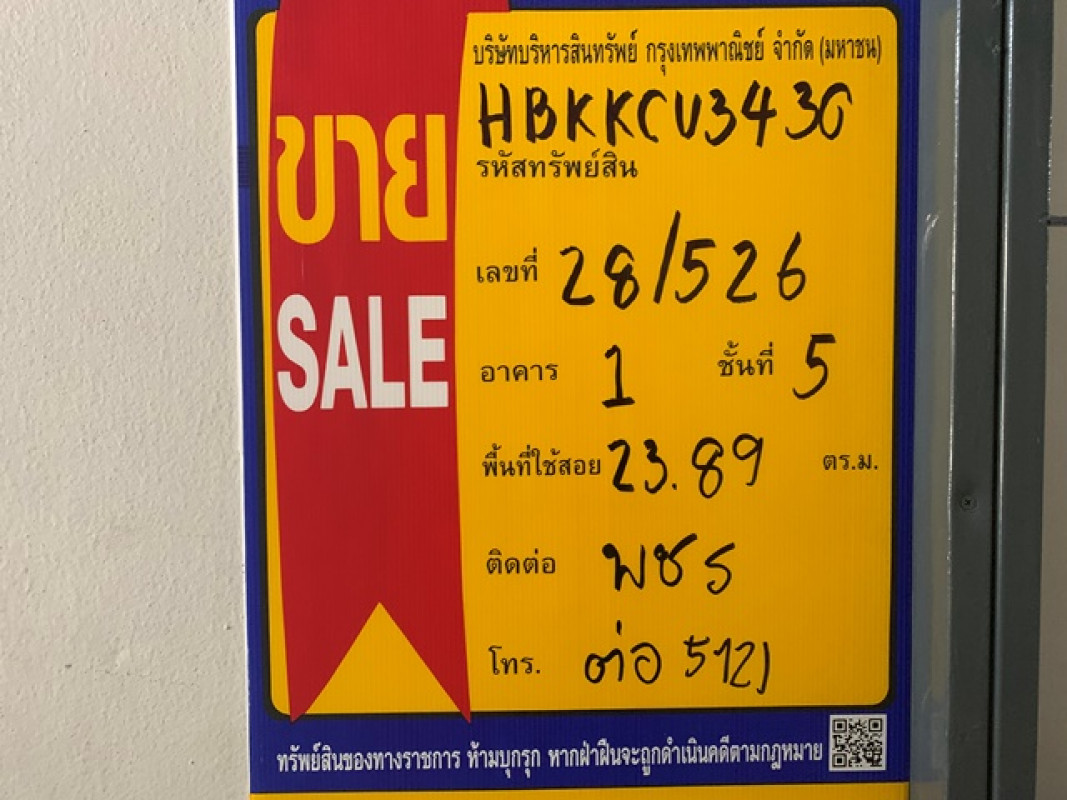 ขาย
SALE
บริษัทบริหารสินทรัพย์ กรุงเทพพาณิชย์ จำกัด (มหาชน)
HBKKCU3430
รหัสทรัพย์สิน
เลขที่ 28/526
อาคาร 1 ชั้นที่ 5
พื้นที่ใช้สอย 23.89 ตร.ม.
ติดต่อ พชร
โทร. ต่อ 5121
ทรัพย์สินของทางราชการ ห้ามบุกรุก หากฝ่าฝืนจะถูกดำเนินคดีตามกฎหมาย